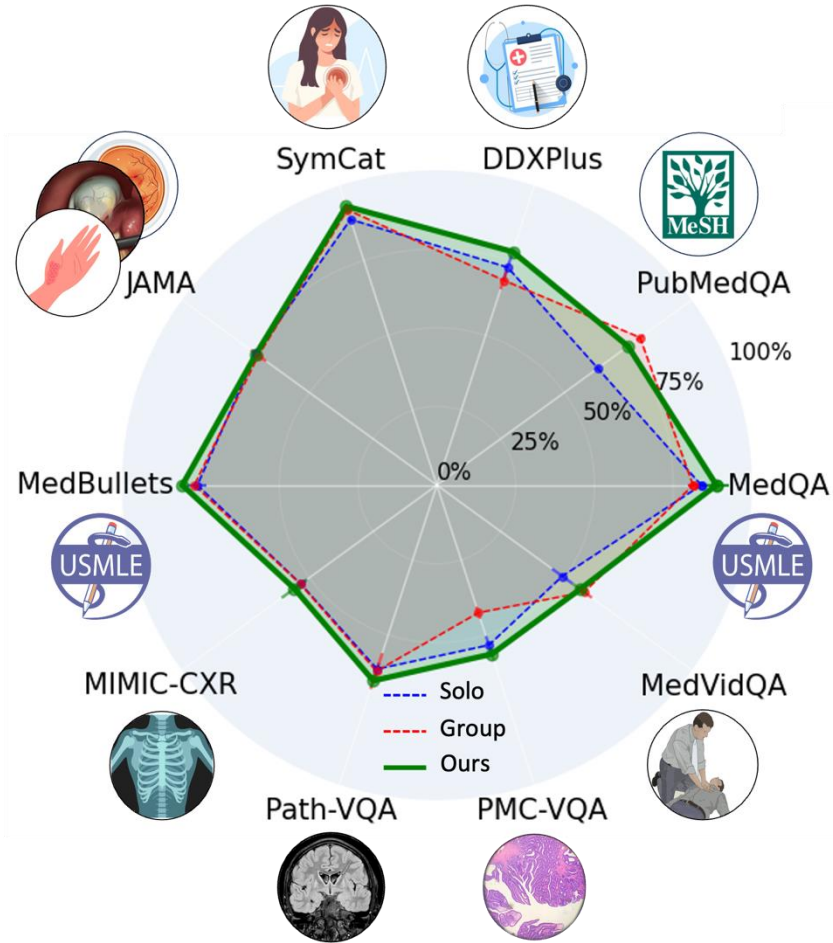 SymCat
DDXPlus
MeSH
JAMA
PubMedQA
100%
75%
50%
25%
0%
MedBullets
MedQA
USMLE
USMLE
MIMIC-CXR
MedVidQA
Solo
Group
Ours
Path-VQA
PMC-VQA